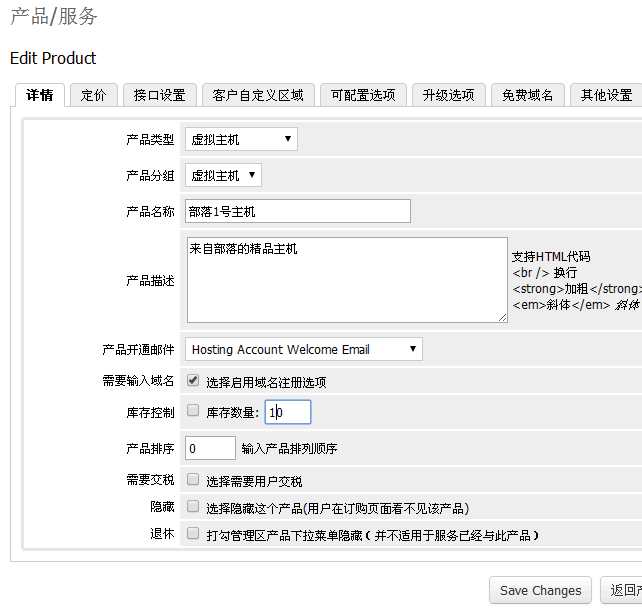 产品/服务
Edit Product
详情 定价 接口设置 客户自定义区域 可配置选项 升级选项 免费域名 其他设置
产品类型 虚拟主机
产品分组 虚拟主机
产品名称 部落1号主机
产品描述 来自部落的精品主机
支持HTML代码
<br /> 换行
<strong>加粗</strong>
<em>斜体</em> 斜体
产品开通邮件 Hosting Account Welcome Email
需要输入域名 选择启用域名注册选项
库存控制 库存数量: 10
产品排序 0 输入产品排列顺序
需要交税 选择需要用户交税
隐藏 选择隐藏这个产品(用户在订购页面看不见该产品)
退休 打勾管理区产品下拉菜单隐藏（并不适用于服务已经与此产品）
Save Changes 返回